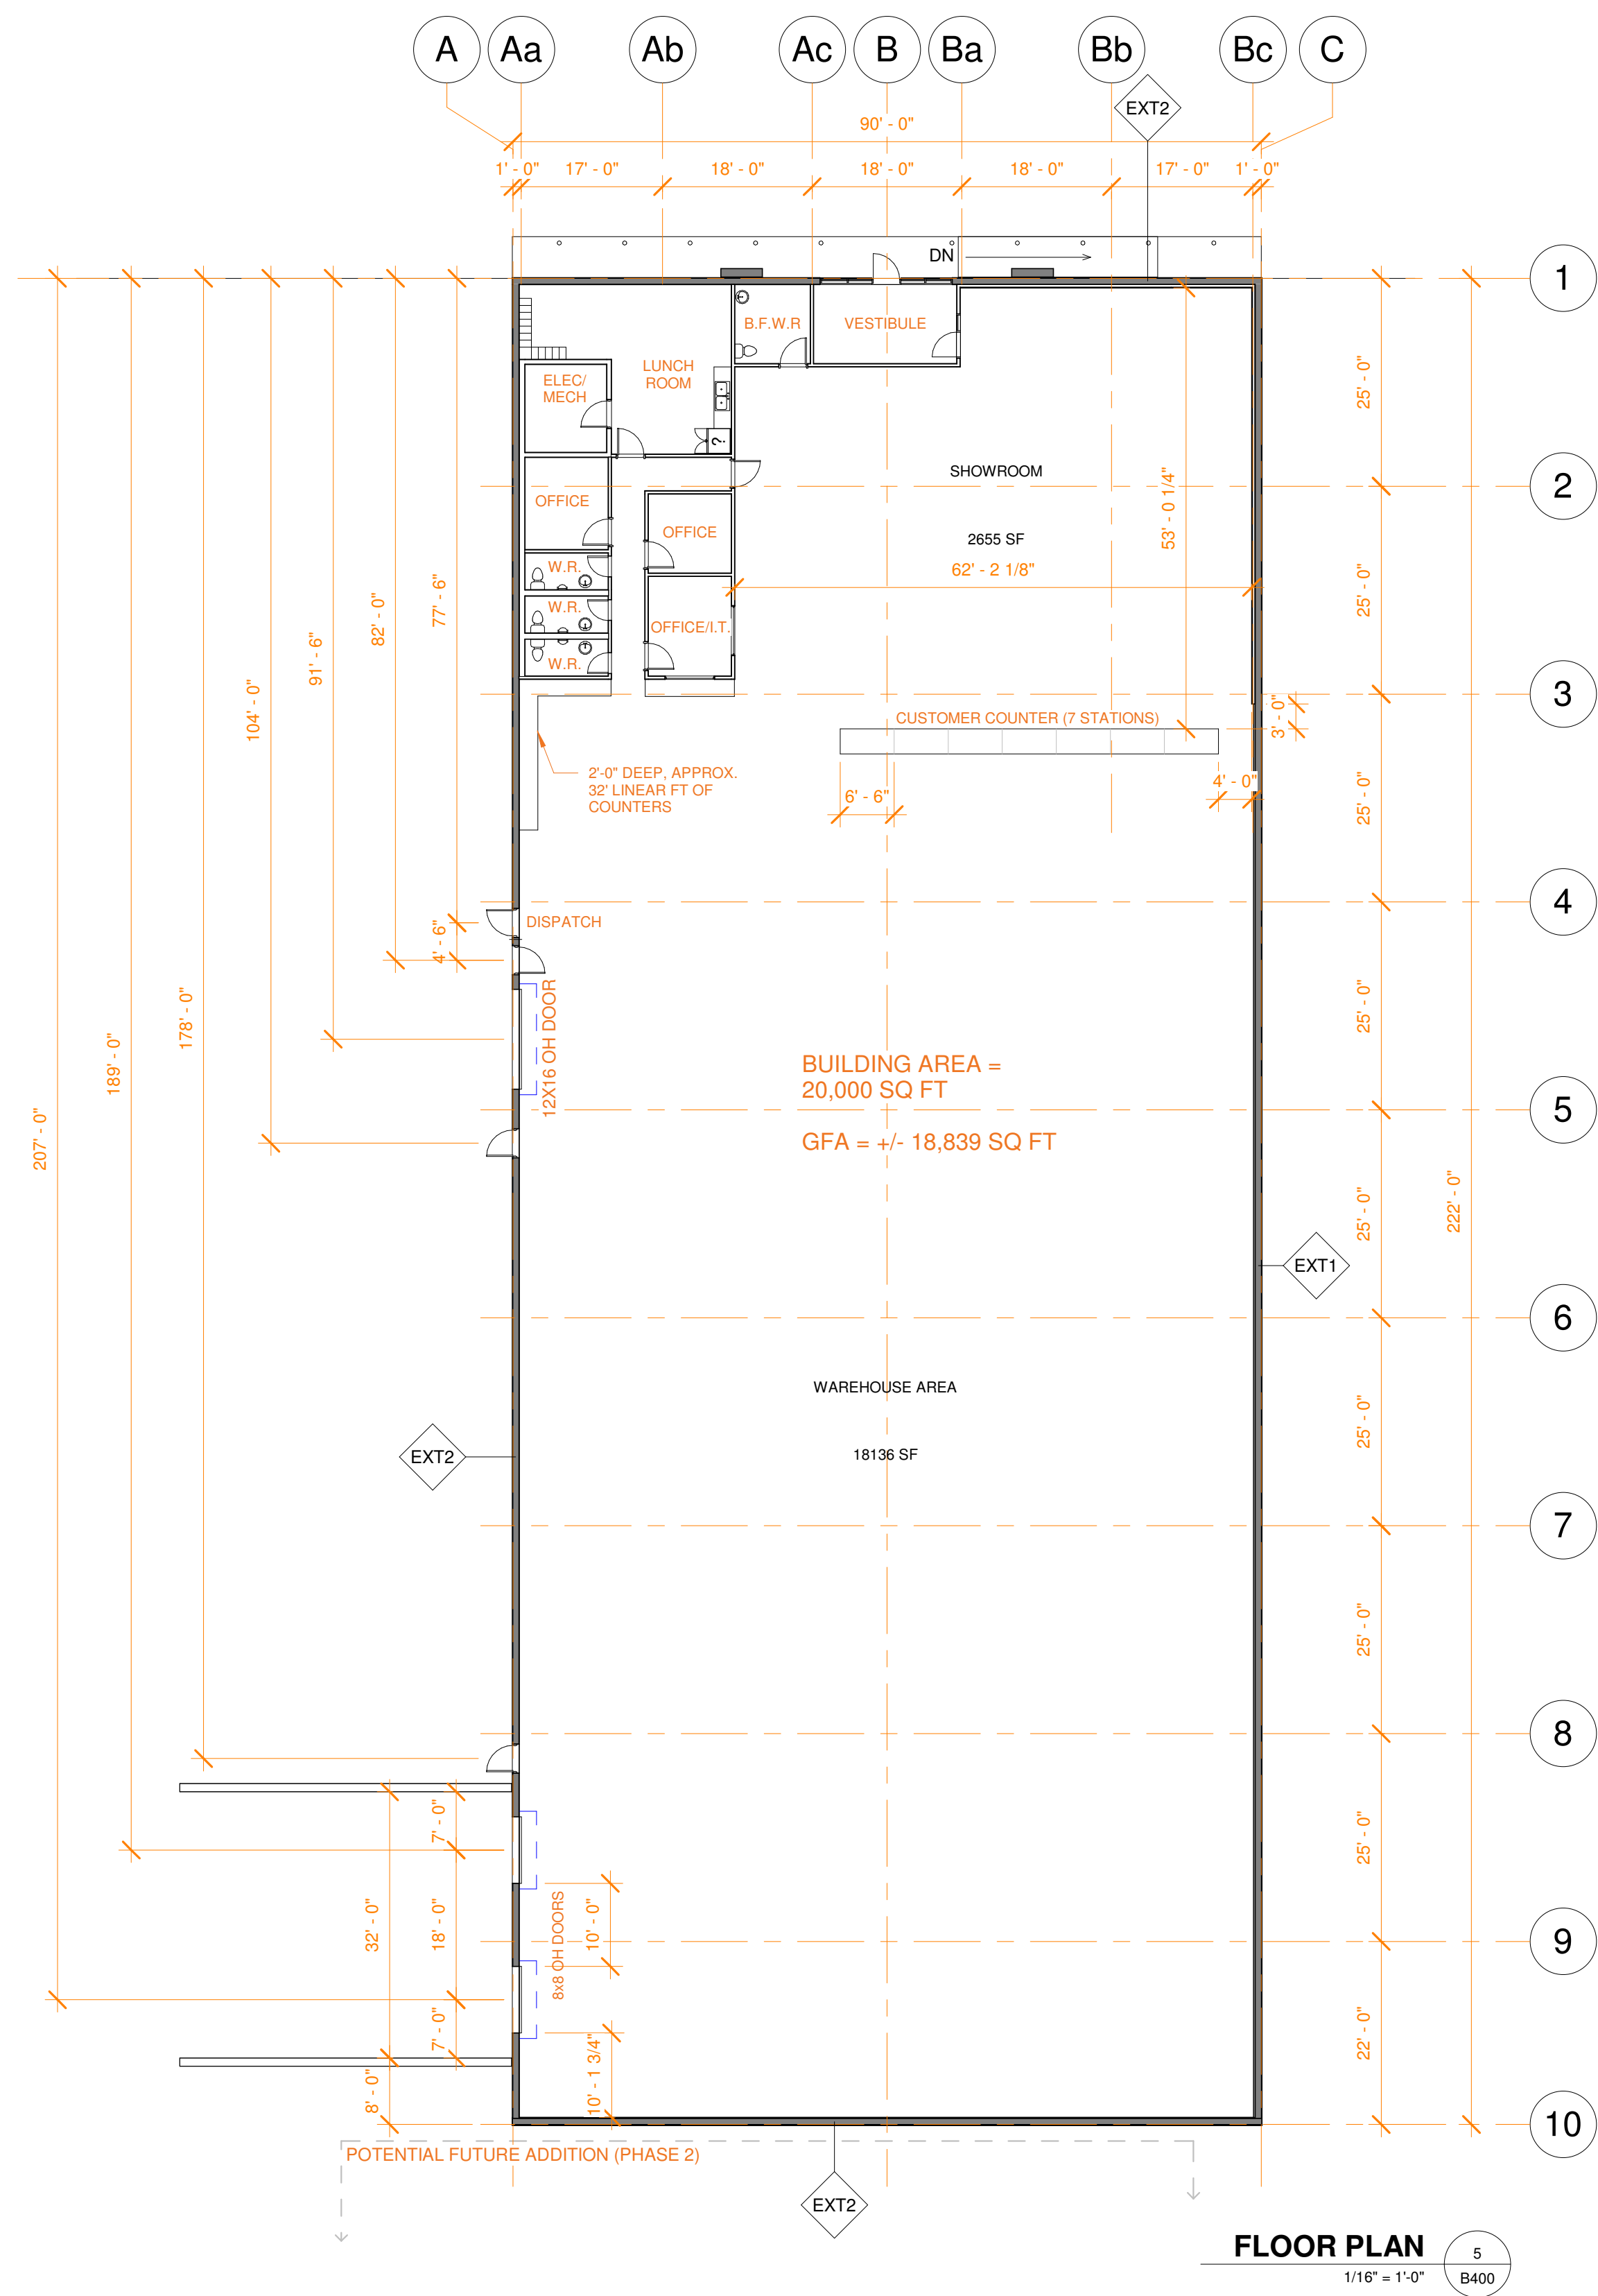 A
Aa
Ab
Ac
B
Ba
Bb
Bc
C
EXT2
90' - 0"
1' - 0"
17' - 0"
18' - 0"
18' - 0"
18' - 0"
17' - 0"
1' - 0"
DN
1
B.F.W.R
VESTIBULE
LUNCH
ROOM
ELEC/
MECH
?
25' - 0"
SHOWROOM
2
OFFICE
53' - 0 1/4"
OFFICE
2655 SF
62' - 2 1/8"
W.R.
W.R.
OFFICE/I.T.
W.R.
25' - 0"
77' - 6"
82' - 0"
91' - 6"
104' - 0"
178' - 0"
189' - 0"
207' - 0"
3
CUSTOMER COUNTER (7 STATIONS)
3' - 0"
2'-0" DEEP, APPROX.
32' LINEAR FT OF
COUNTERS
6' - 6"
4' - 0"
25' - 0"
4
DISPATCH
4' - 6"
12X16 OH DOOR
25' - 0"
BUILDING AREA =
20,000 SQ FT
5
GFA = +/- 18,839 SQ FT
25' - 0"
222' - 0"
EXT1
6
WAREHOUSE AREA
25' - 0"
EXT2
18136 SF
7
25' - 0"
8
7' - 0"
25' - 0"
32' - 0"
18' - 0"
8x8 OH DOORS
10' - 0"
9
7' - 0"
22' - 0"
8' - 0"
10' - 1 3/4"
10
POTENTIAL FUTURE ADDITION (PHASE 2)
EXT2
FLOOR PLAN
5
1/16" = 1'-0"
B400